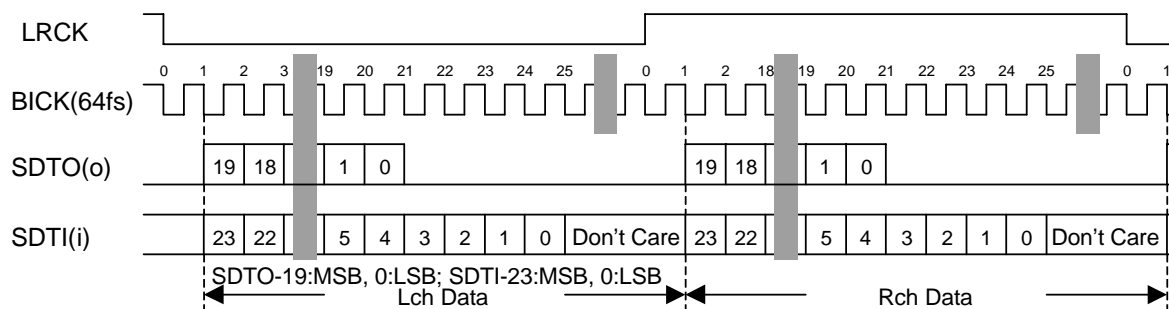 LRCK
0 1 2 3 19 20 21 22 23 24 25 0 1 2 18 19 20 21 22 23 24 25 0 1
BICK(64fs)
SDTO(o) 19 18 1 0 19 18 1 0
SDTI(i) 23 22 5 4 3 2 1 0 Don't Care 23 22 5 4 3 2 1 0 Don't Care
SDTO-19:MSB, 0:LSB; SDTI-23:MSB, 0:LSB
Lch Data Rch Data